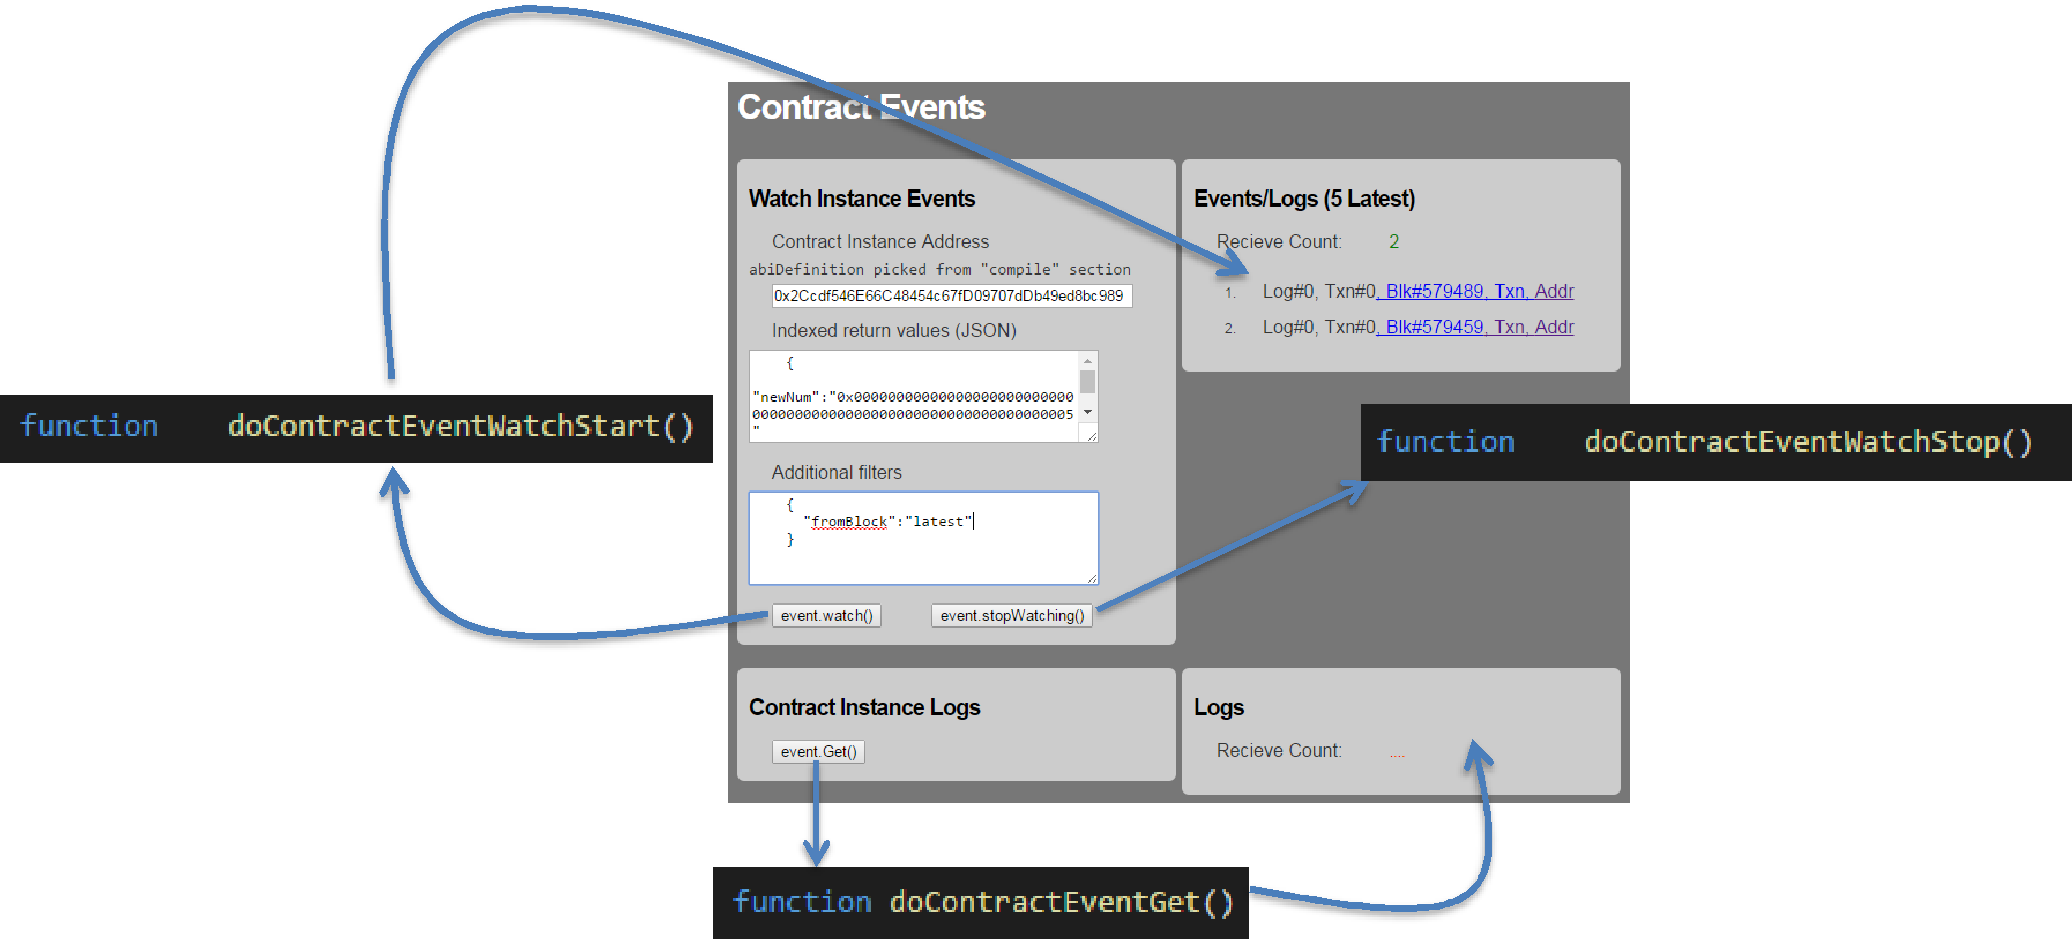 Contract Events
Watch Instance Events
Contract Instance Address
abiDefinition picked from "compile" section
0x2Ccdf546E66C48454c67fD09707dDb49ed8bc989
Indexed return values (JSON)
{
"newNum":"0x0000000000000000000000000
000000000000000000000000000000000000005
"
Additional filters
{
"fromBlock":"latest"
}
event.watch()
event.stopWatching()
Events/Logs (5 Latest)
Recieve Count: 2
1. Log#0, Txn#0, Blk#579489, Txn, Addr
2. Log#0, Txn#0, Blk#579459, Txn, Addr
function doContractEventWatchStart()
function doContractEventWatchStop()
Contract Instance Logs
event.Get()
Logs
Recieve Count: ....
function doContractEventGet()